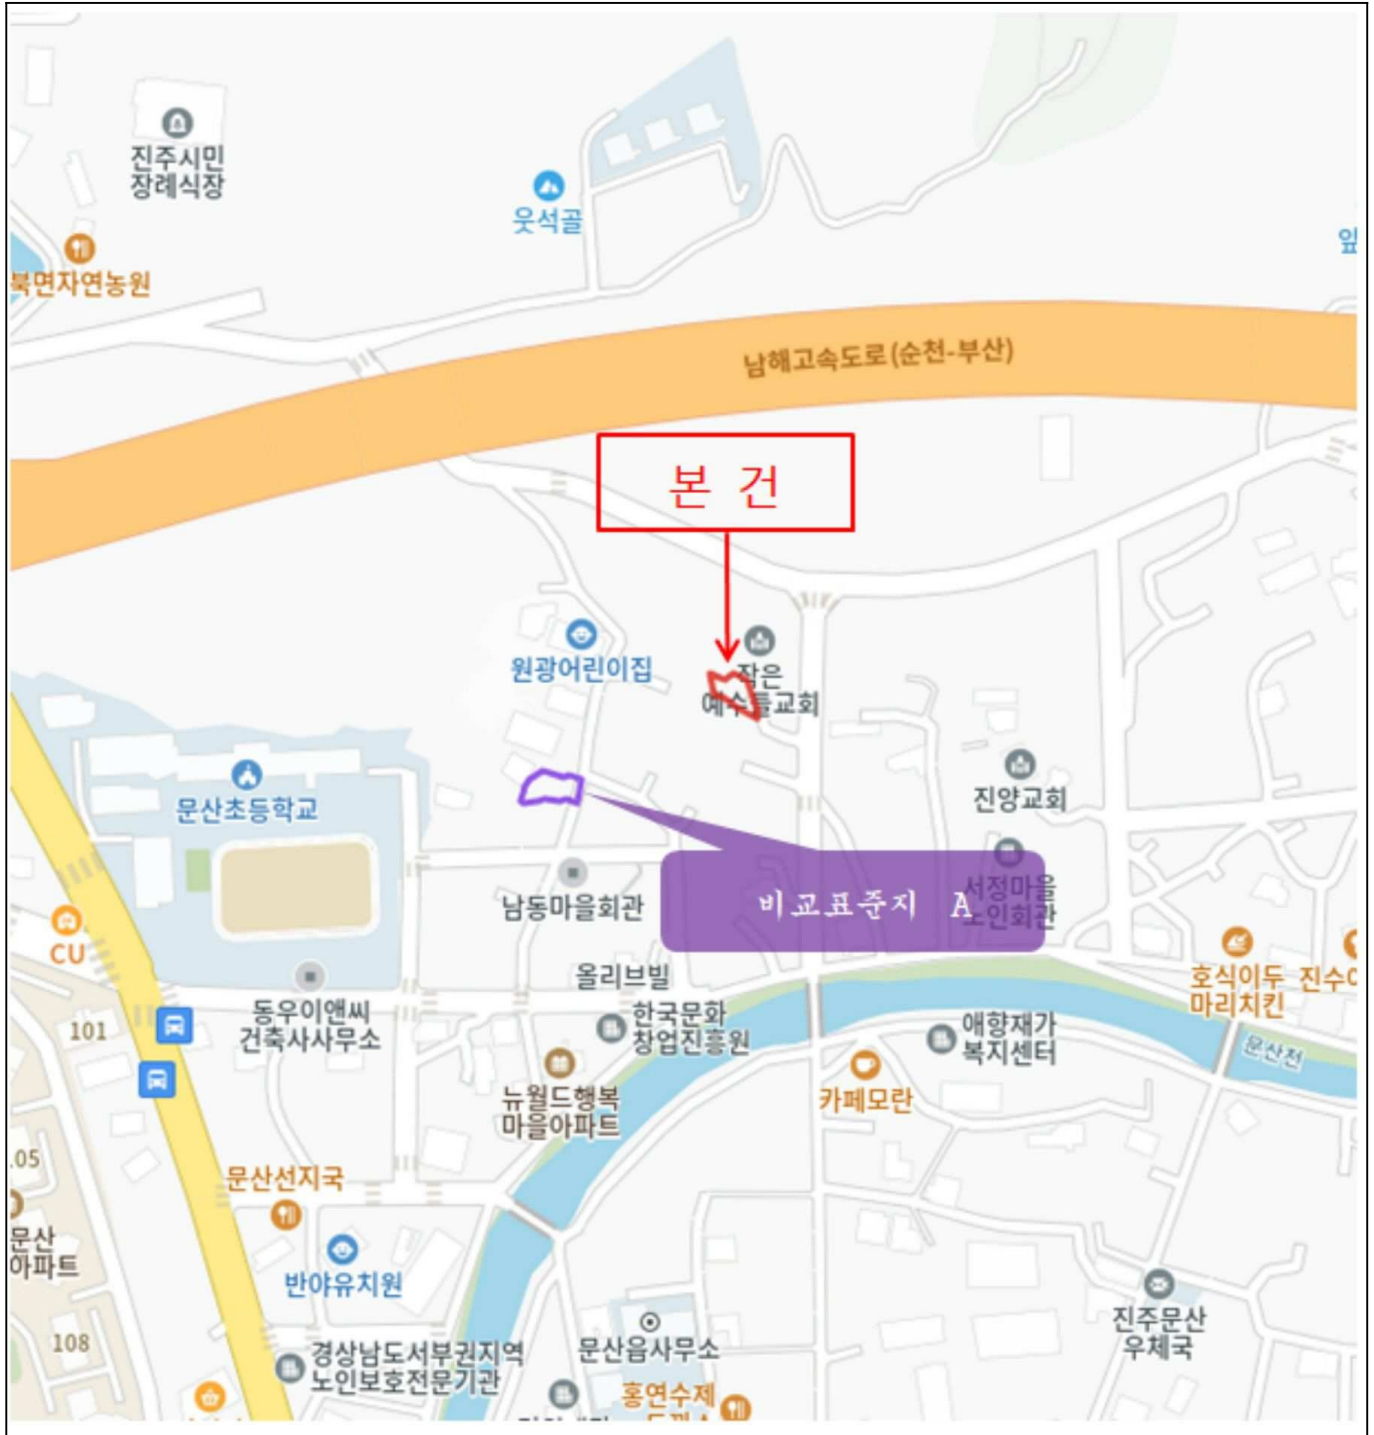 진주시민
장례식장
웃석골
앞
북면자연농원
남해고속도로(순천-부산)
본 건
원광어린이집
작은
예수들교회
문산초등학교
진양교회
비교표준지 A
서정마을
노인회관
남동마을회관
CU
올리브빌
호식이두
마리치킨
진수
동우이앤씨
건축사사무소
101
한국문화
창업진흥원
애향재가
복지센터
문산천
뉴월드행복
마을아파트
카페모란
.05
문산선지국
문산
아파트
반야유치원
진주문산
우체국
108
경상남도서부권지역
노인보호전문기관
문산읍사무소
홍연수제